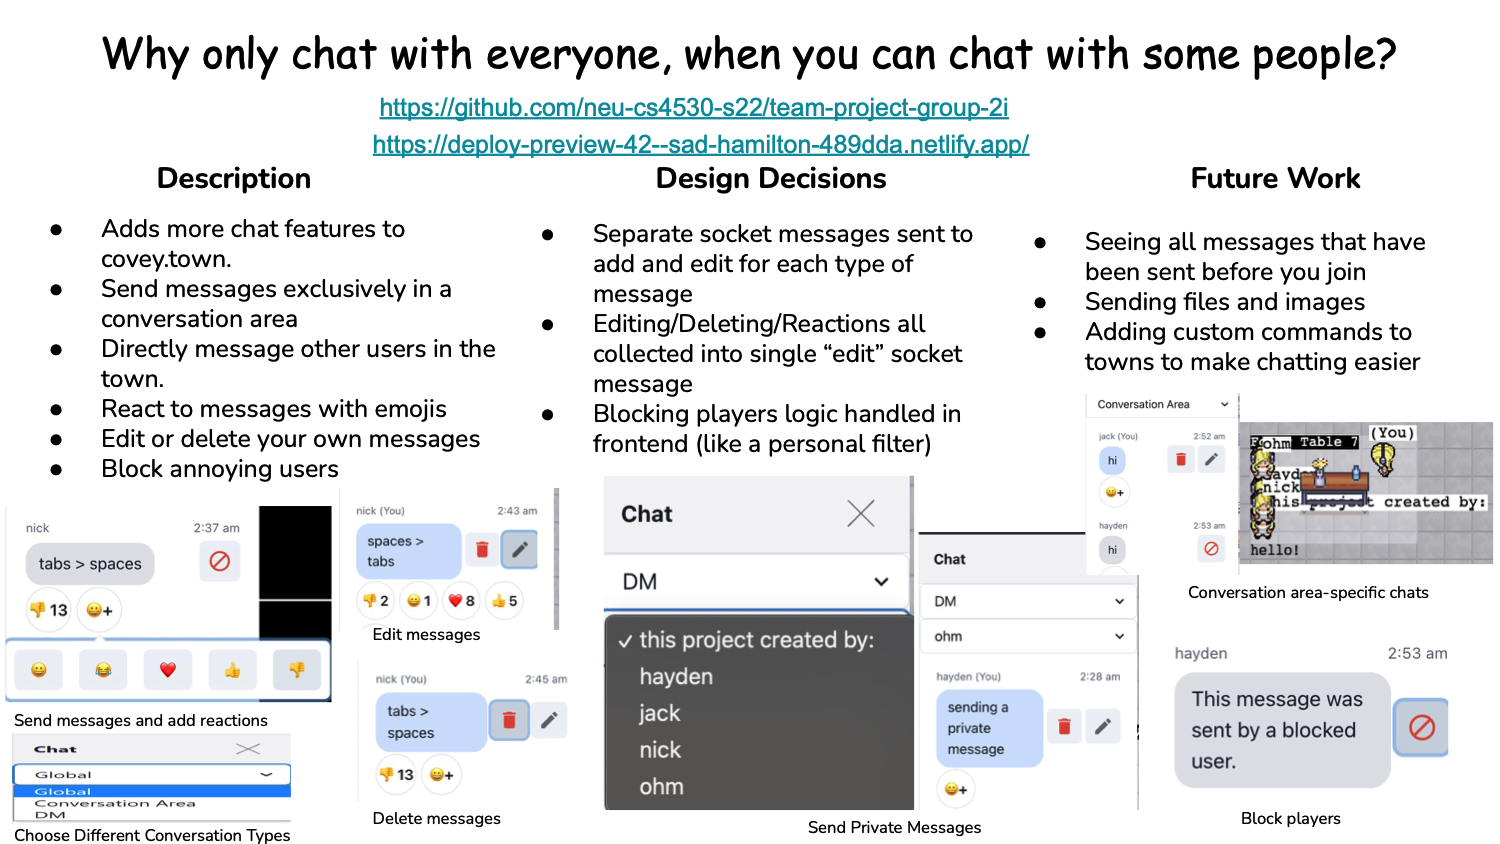 Why only chat with everyone, when you can chat with some people?
https://github.com/neu-cs4530-s22/team-project-group-2i
https://deploy-preview-42--sad-hamilton-489dda.netlify.app/
Description
● Adds more chat features to
covey.town.
● Send messages exclusively in a
conversation area
● Directly message other users in the
town.
● React to messages with emojis
● Edit or delete your own messages
● Block annoying users
nick 2:37 am
tabs > spaces
👎 13 😀+
😀 😂 ❤️ 👍 👎
Send messages and add reactions
Chat
Global
Global
Conversation Area
DM
Choose Different Conversation Types
nick (You) 2:43 am
spaces >
tabs
👎 2 😄 1 ❤️ 8 👍 5
Edit messages
nick (You) 2:45 am
tabs >
spaces
👎 13 😀+
Delete messages
Design Decisions
● Separate socket messages sent to
add and edit for each type of
message
● Editing/Deleting/Reactions all
collected into single “edit” socket
message
● Blocking players logic handled in
frontend (like a personal filter)
Chat
DM
✓ this project created by:
hayden
jack
nick
ohm
Chat
DM
ohm
hayden (You) 2:28 am
sending a
private
message
😀+
Send Private Messages
Future Work
● Seeing all messages that have
been sent before you join
● Sending files and images
● Adding custom commands to
towns to make chatting easier
Conversation Area
jack (You) 2:52 am
hi
😀+
hayden 2:53 am
hi
ohm Table 7 (You)
nick
this project created by:
hello!
Conversation area-specific chats
hayden 2:53 am
This message was
sent by a blocked
user.
Block players